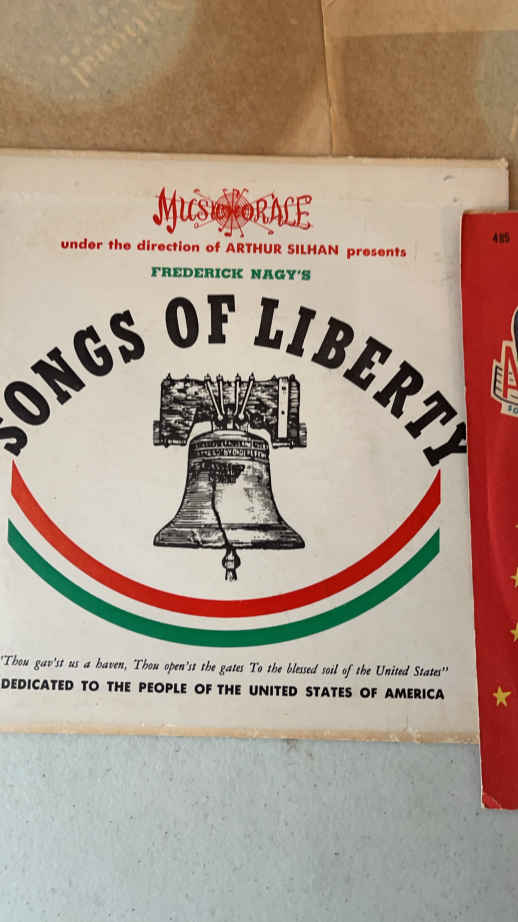 MUSICHORALE
under the direction of ARTHUR SILHAN presents
FREDERICK NAGY'S
SONGS OF LIBERTY
"Thou gav'st us a haven, Thou open'st the gates To the blessed soil of the United States"
DEDICATED TO THE PEOPLE OF THE UNITED STATES OF AMERICA
485